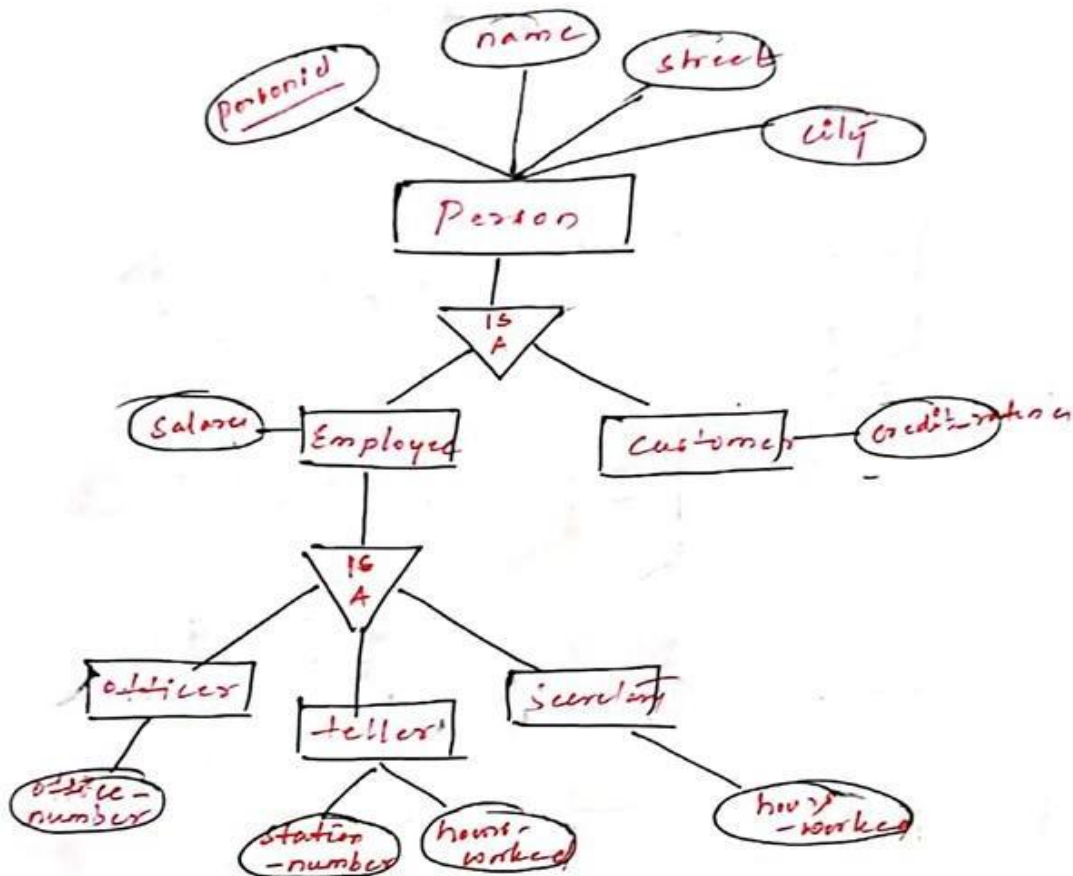 name
street
personid
city
Person
IS
A
salary
Employee
customer
credit-rating
IS
A
officer
secretary
teller
office-
number
station
-number
hours-
worked
hours
-worked